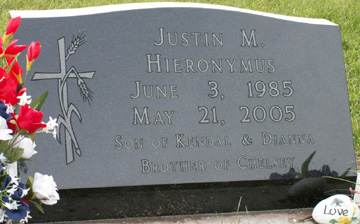 Justin M.
Hieronymus
June 3, 1985
May 21, 2005
Son of Kendal & Dianna
Brother of Chelsey
Love